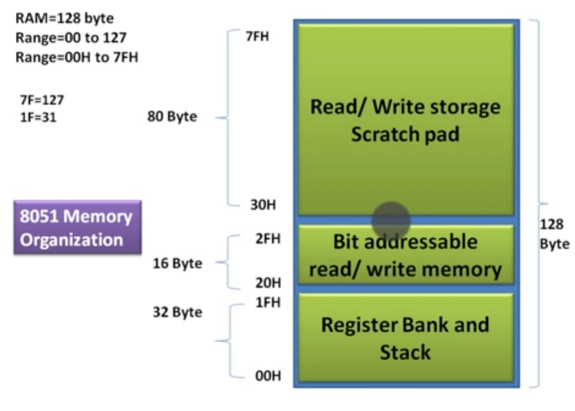 RAM=128 byte
Range=00 to 127
Range=00H to 7FH
7F=127
1F=31
8051 Memory
Organization
80 Byte
16 Byte
32 Byte
7FH
30H
2FH
20H
1FH
00H
Read/ Write storage
Scratch pad
Bit addressable
read/ write memory
Register Bank and
Stack
128
Byte